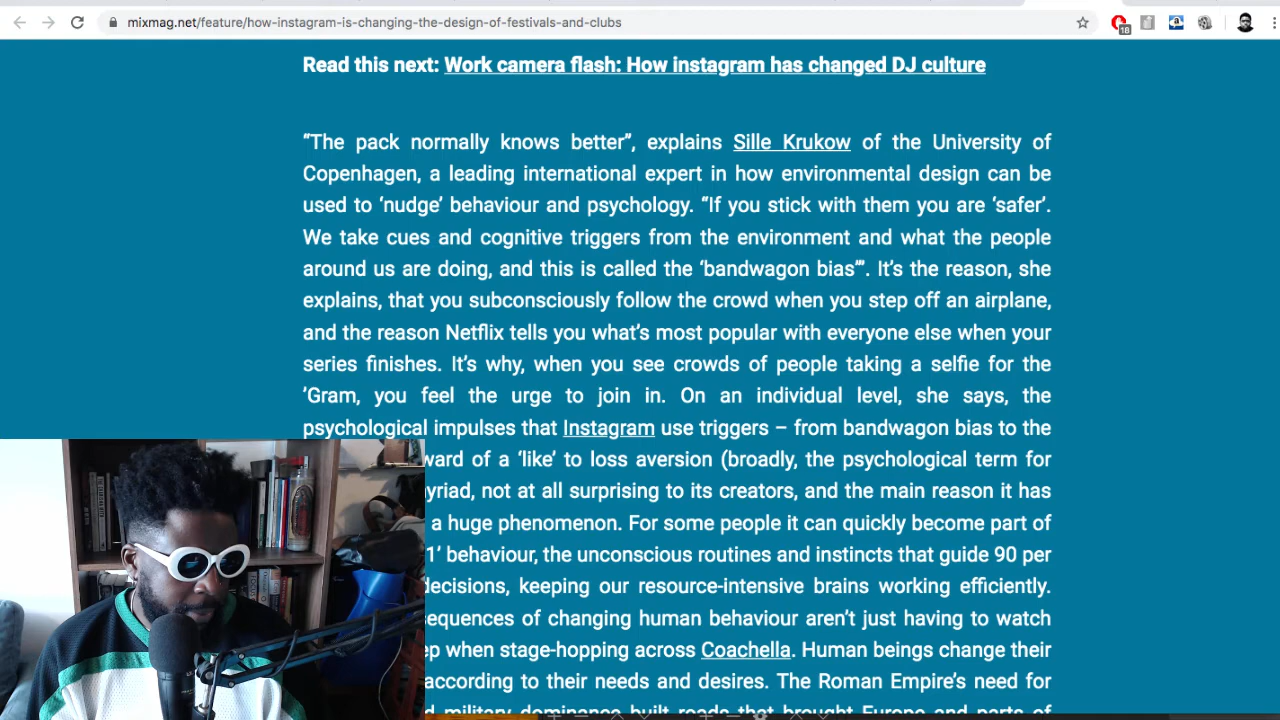 mixmag.net/feature/how-instagram-is-changing-the-design-of-festivals-and-clubs
18
Read this next: Work camera flash: How instagram has changed DJ culture
“The pack normally knows better”, explains Sille Krukow of the University of
Copenhagen, a leading international expert in how environmental design can be
used to ‘nudge’ behaviour and psychology. “If you stick with them you are ‘safer’.
We take cues and cognitive triggers from the environment and what the people
around us are doing, and this is called the ‘bandwagon bias’”. It’s the reason, she
explains, that you subconsciously follow the crowd when you step off an airplane,
and the reason Netflix tells you what’s most popular with everyone else when your
series finishes. It’s why, when you see crowds of people taking a selfie for the
’Gram, you feel the urge to join in. On an individual level, she says, the
psychological impulses that Instagram use triggers – from bandwagon bias to the
ward of a ‘like’ to loss aversion (broadly, the psychological term for
yriad, not at all surprising to its creators, and the main reason it has
a huge phenomenon. For some people it can quickly become part of
1’ behaviour, the unconscious routines and instincts that guide 90 per
decisions, keeping our resource-intensive brains working efficiently.
sequences of changing human behaviour aren’t just having to watch
ep when stage-hopping across Coachella. Human beings change their
according to their needs and desires. The Roman Empire’s need for
d military dominance built roads that brought Europe and parts of